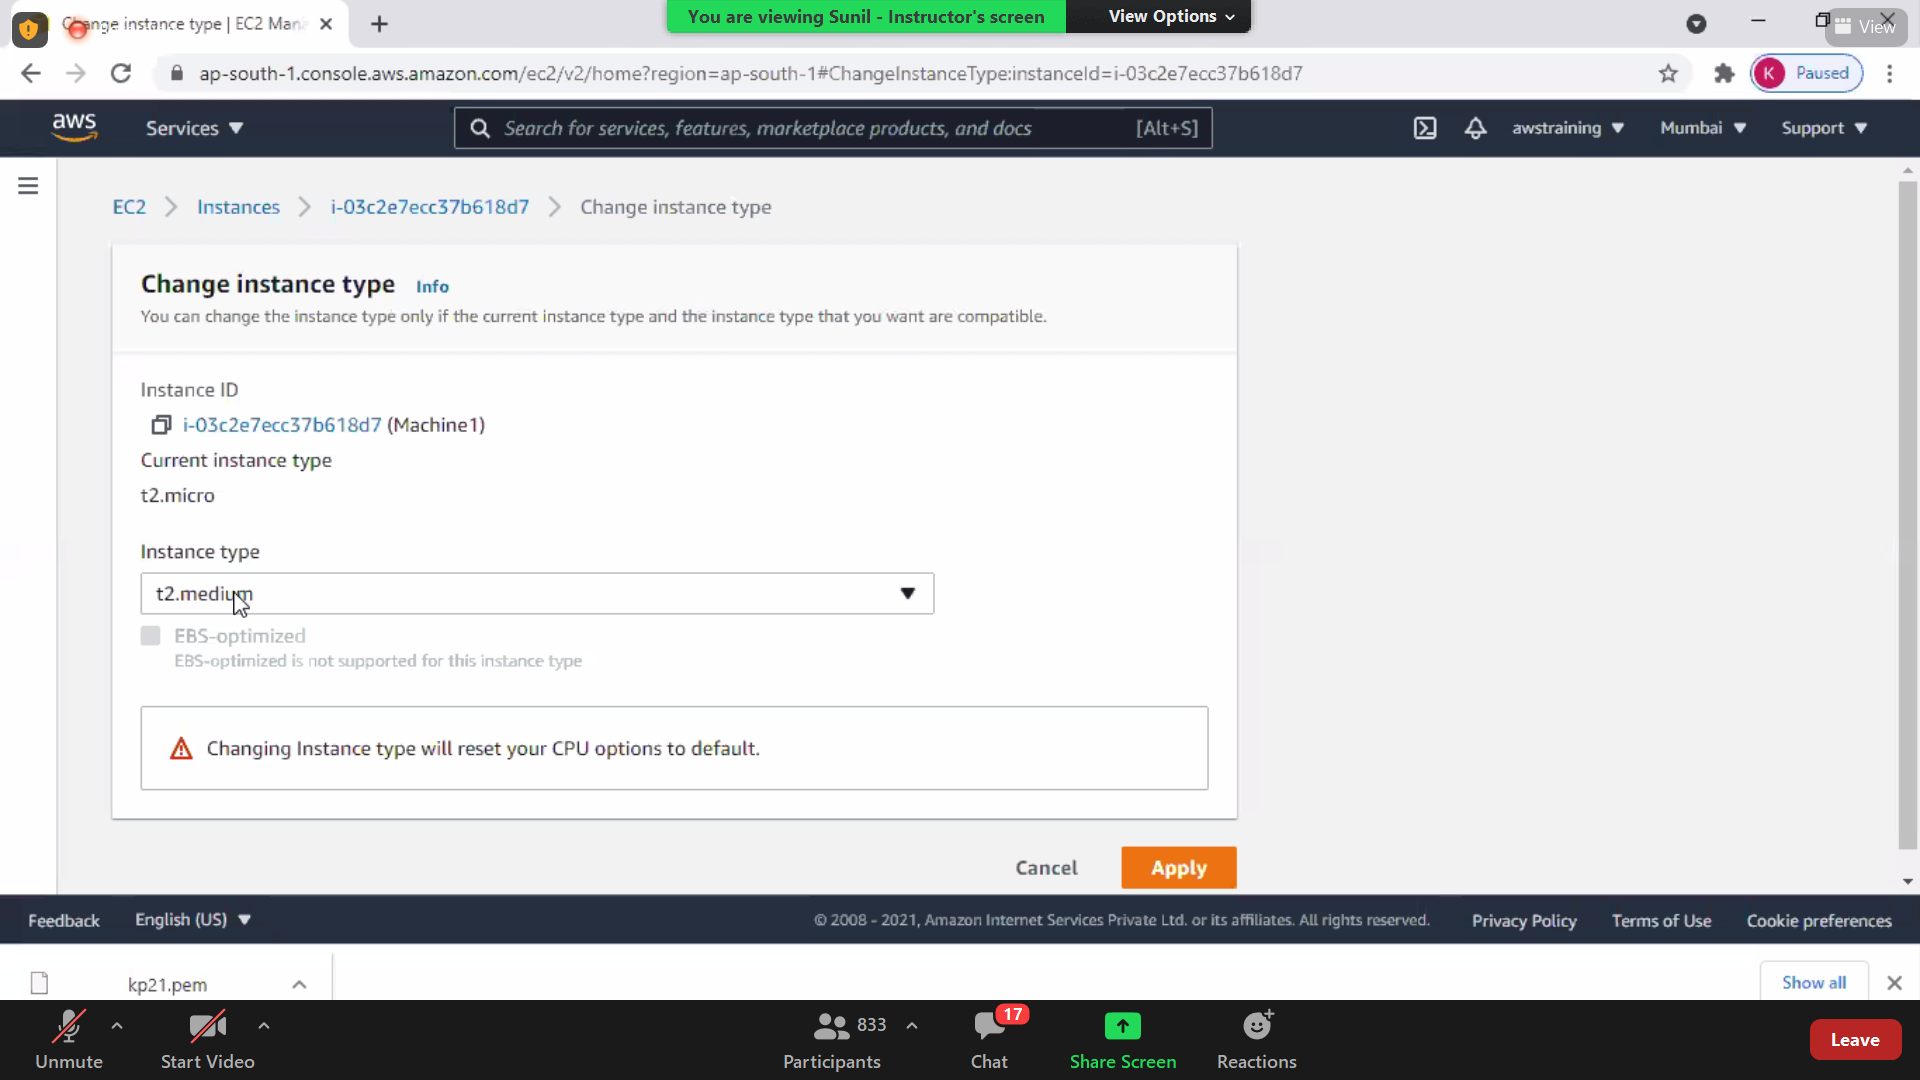 Change instance type | EC2 Mana
You are viewing Sunil - Instructor's screen
View Options
View
ap-south-1.console.aws.amazon.com/ec2/v2/home?region=ap-south-1#ChangeInstanceType:instanceId=i-03c2e7ecc37b618d7
K Paused
aws
Services
Search for services, features, marketplace products, and docs [Alt+S]
awstraining
Mumbai
Support
EC2 > Instances > i-03c2e7ecc37b618d7 > Change instance type
Change instance type Info
You can change the instance type only if the current instance type and the instance type that you want are compatible.
Instance ID
i-03c2e7ecc37b618d7 (Machine1)
Current instance type
t2.micro
Instance type
t2.medium
EBS-optimized
EBS-optimized is not supported for this instance type
Changing Instance type will reset your CPU options to default.
Cancel
Apply
Feedback
English (US)
© 2008 - 2021, Amazon Internet Services Private Ltd. or its affiliates. All rights reserved.
Privacy Policy
Terms of Use
Cookie preferences
kp21.pem
Show all
Unmute
Start Video
833
Participants
17
Chat
Share Screen
Reactions
Leave